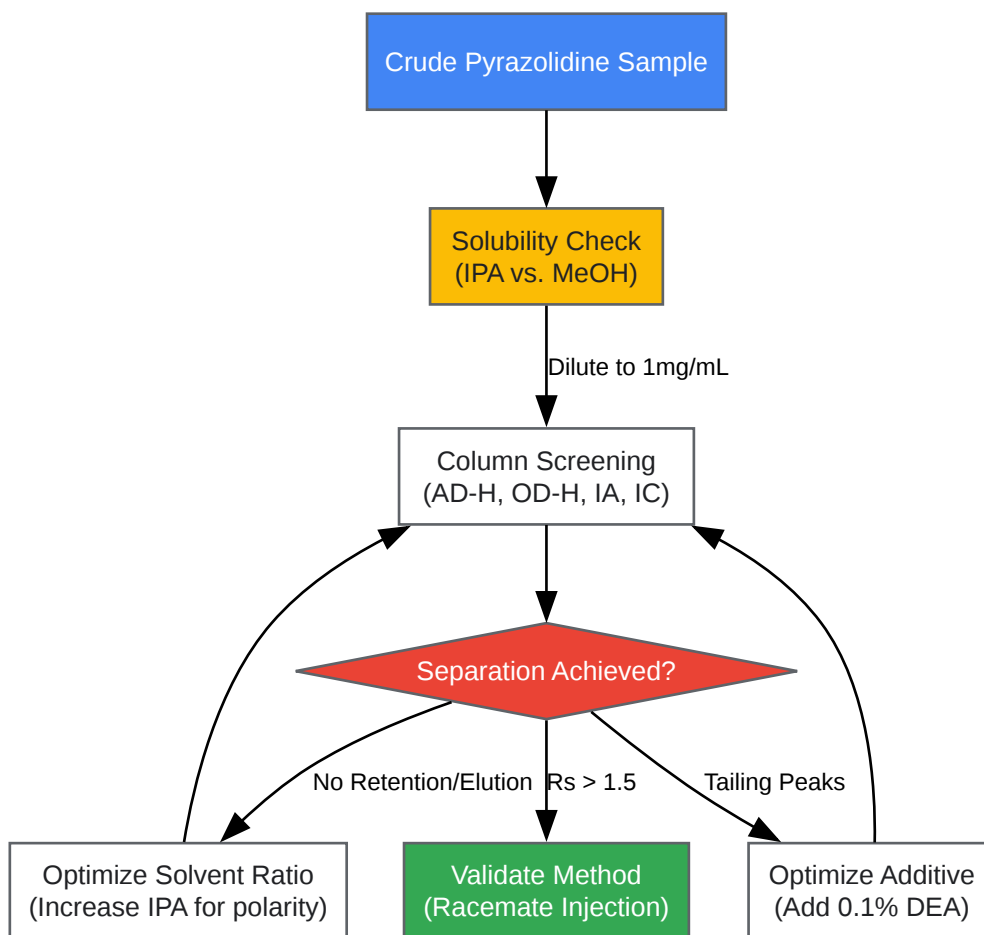 Crude Pyrazolidine Sample
Solubility Check
(IPA vs. MeOH)
Dilute to 1mg/mL
Column Screening
(AD-H, OD-H, IA, IC)
Separation Achieved?
No Retention/Elution
Rs > 1.5
Tailing Peaks
Optimize Solvent Ratio
(Increase IPA for polarity)
Validate Method
(Racemate Injection)
Optimize Additive
(Add 0.1% DEA)